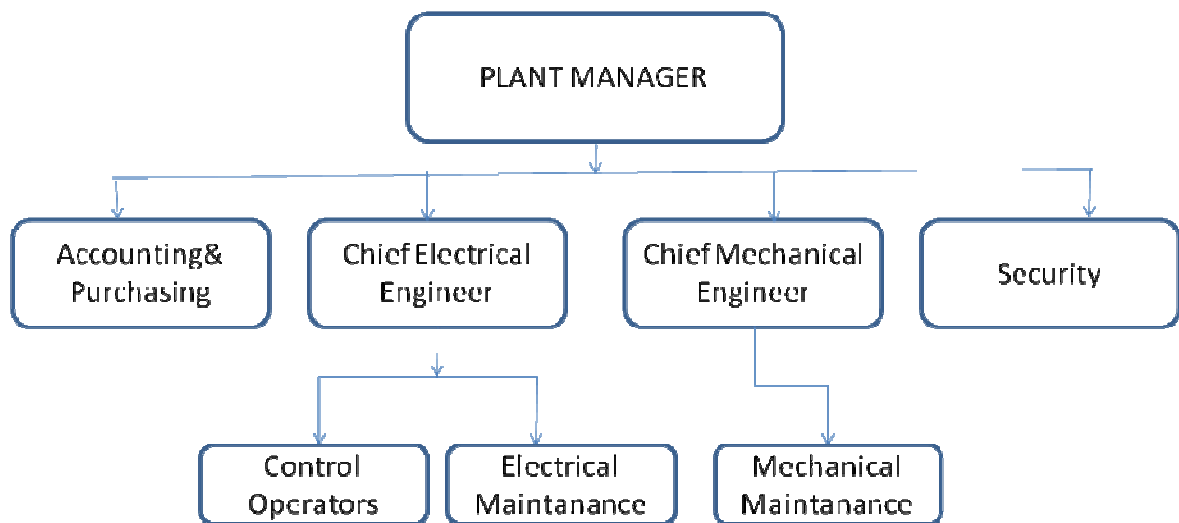 PLANT MANAGER
Accounting&
Purchasing
Chief Electrical
Engineer
Chief Mechanical
Engineer
Security
Control
Operators
Electrical
Maintanance
Mechanical
Maintanance